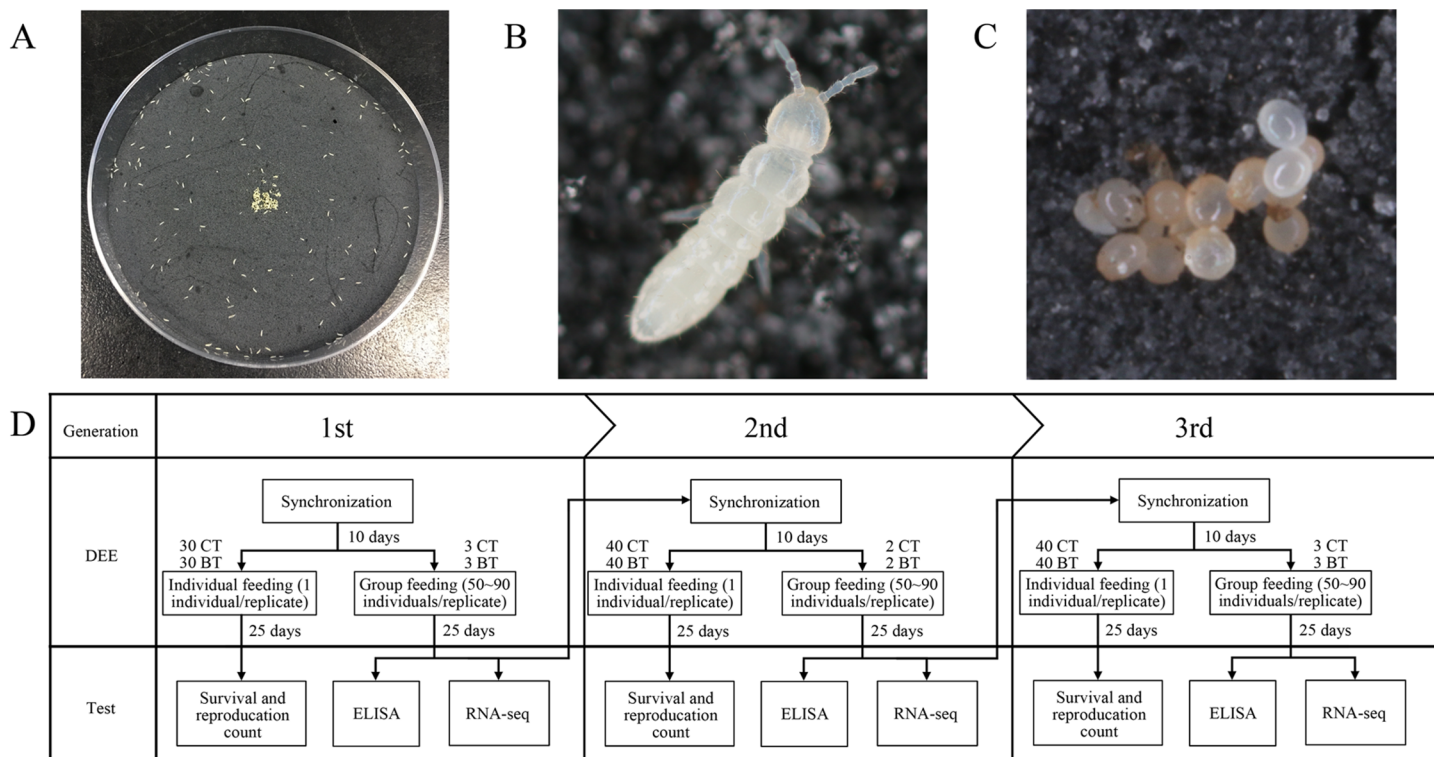 A
B
C
D
Generation
1st
2nd
3rd
DEE
Synchronization
10 days
30 CT
30 BT
3 CT
3 BT
Individual feeding (1
individual/replicate)
Group feeding (50~90
individuals/replicate)
25 days
25 days
Synchronization
10 days
40 CT
40 BT
2 CT
2 BT
Individual feeding (1
individual/replicate)
Group feeding (50~90
individuals/replicate)
25 days
25 days
Synchronization
10 days
40 CT
40 BT
3 CT
3 BT
Individual feeding (1
individual/replicate)
Group feeding (50~90
individuals/replicate)
25 days
25 days
Test
Survival and
reproducation
count
ELISA
RNA-seq
Survival and
reproducation
count
ELISA
RNA-seq
Survival and
reproducation
count
ELISA
RNA-seq